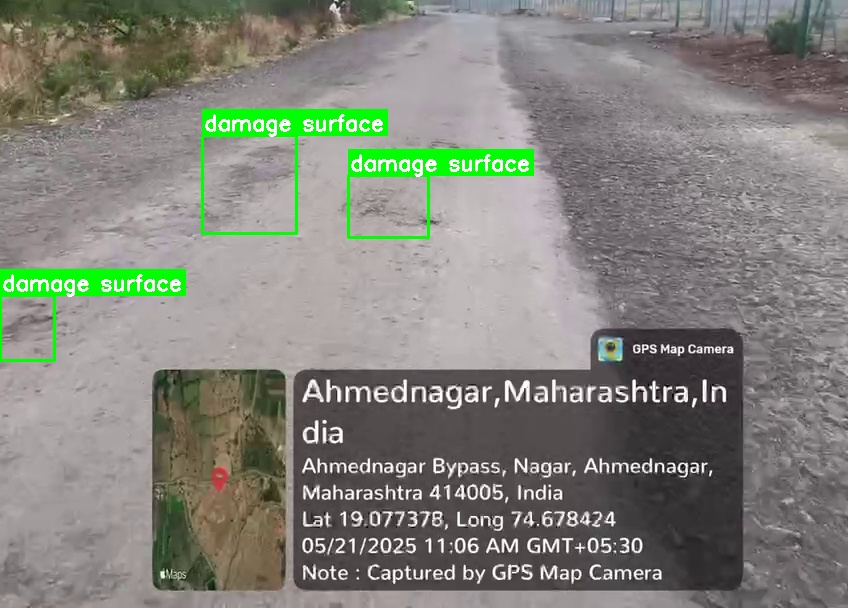 damage surface
damage surface
damage surface
GPS Map Camera
Ahmednagar,Maharashtra,In
dia
Ahmednagar Bypass, Nagar, Ahmednagar,
Maharashtra 414005, India
Lat 19.077378, Long 74.678424
05/21/2025 11:06 AM GMT+05:30
Note : Captured by GPS Map Camera
Maps